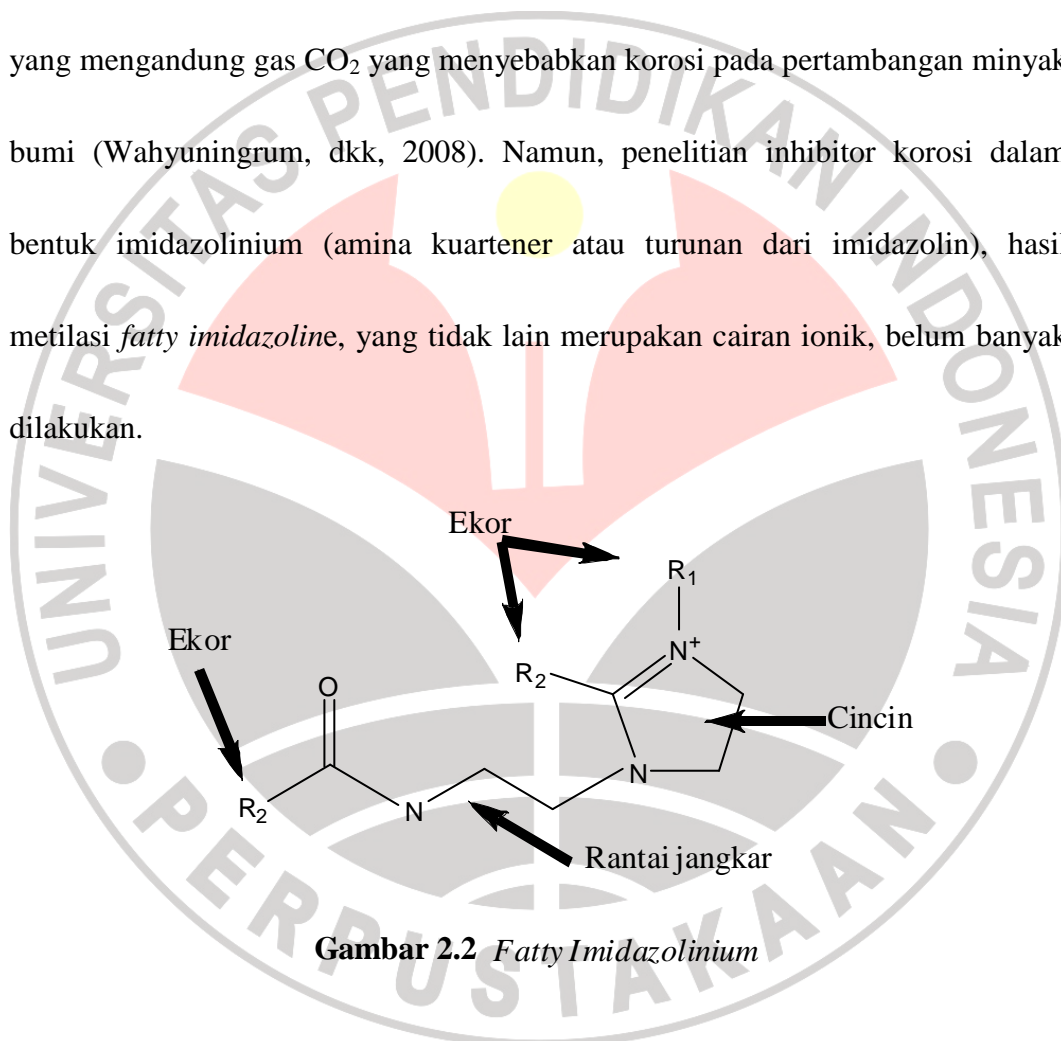 yang mengandung gas CO₂ yang menyebabkan korosi pada pertambangan minyak
bumi (Wahyuningrum, dkk, 2008). Namun, penelitian inhibitor korosi dalam
bentuk imidazolinium (amina kuartener atau turunan dari imidazolin), hasil
metilasi fatty imidazoline, yang tidak lain merupakan cairan ionik, belum banyak
dilakukan.
Ekor
R₁
N⁺
Ekor
R₂
O
Cincin
N
R₂
N
Rantai jangkar
Gambar 2.2 Fatty Imidazolinium
UNIVERSITAS PENDIDIKAN INDONESIA
PERPUSTAKAAN